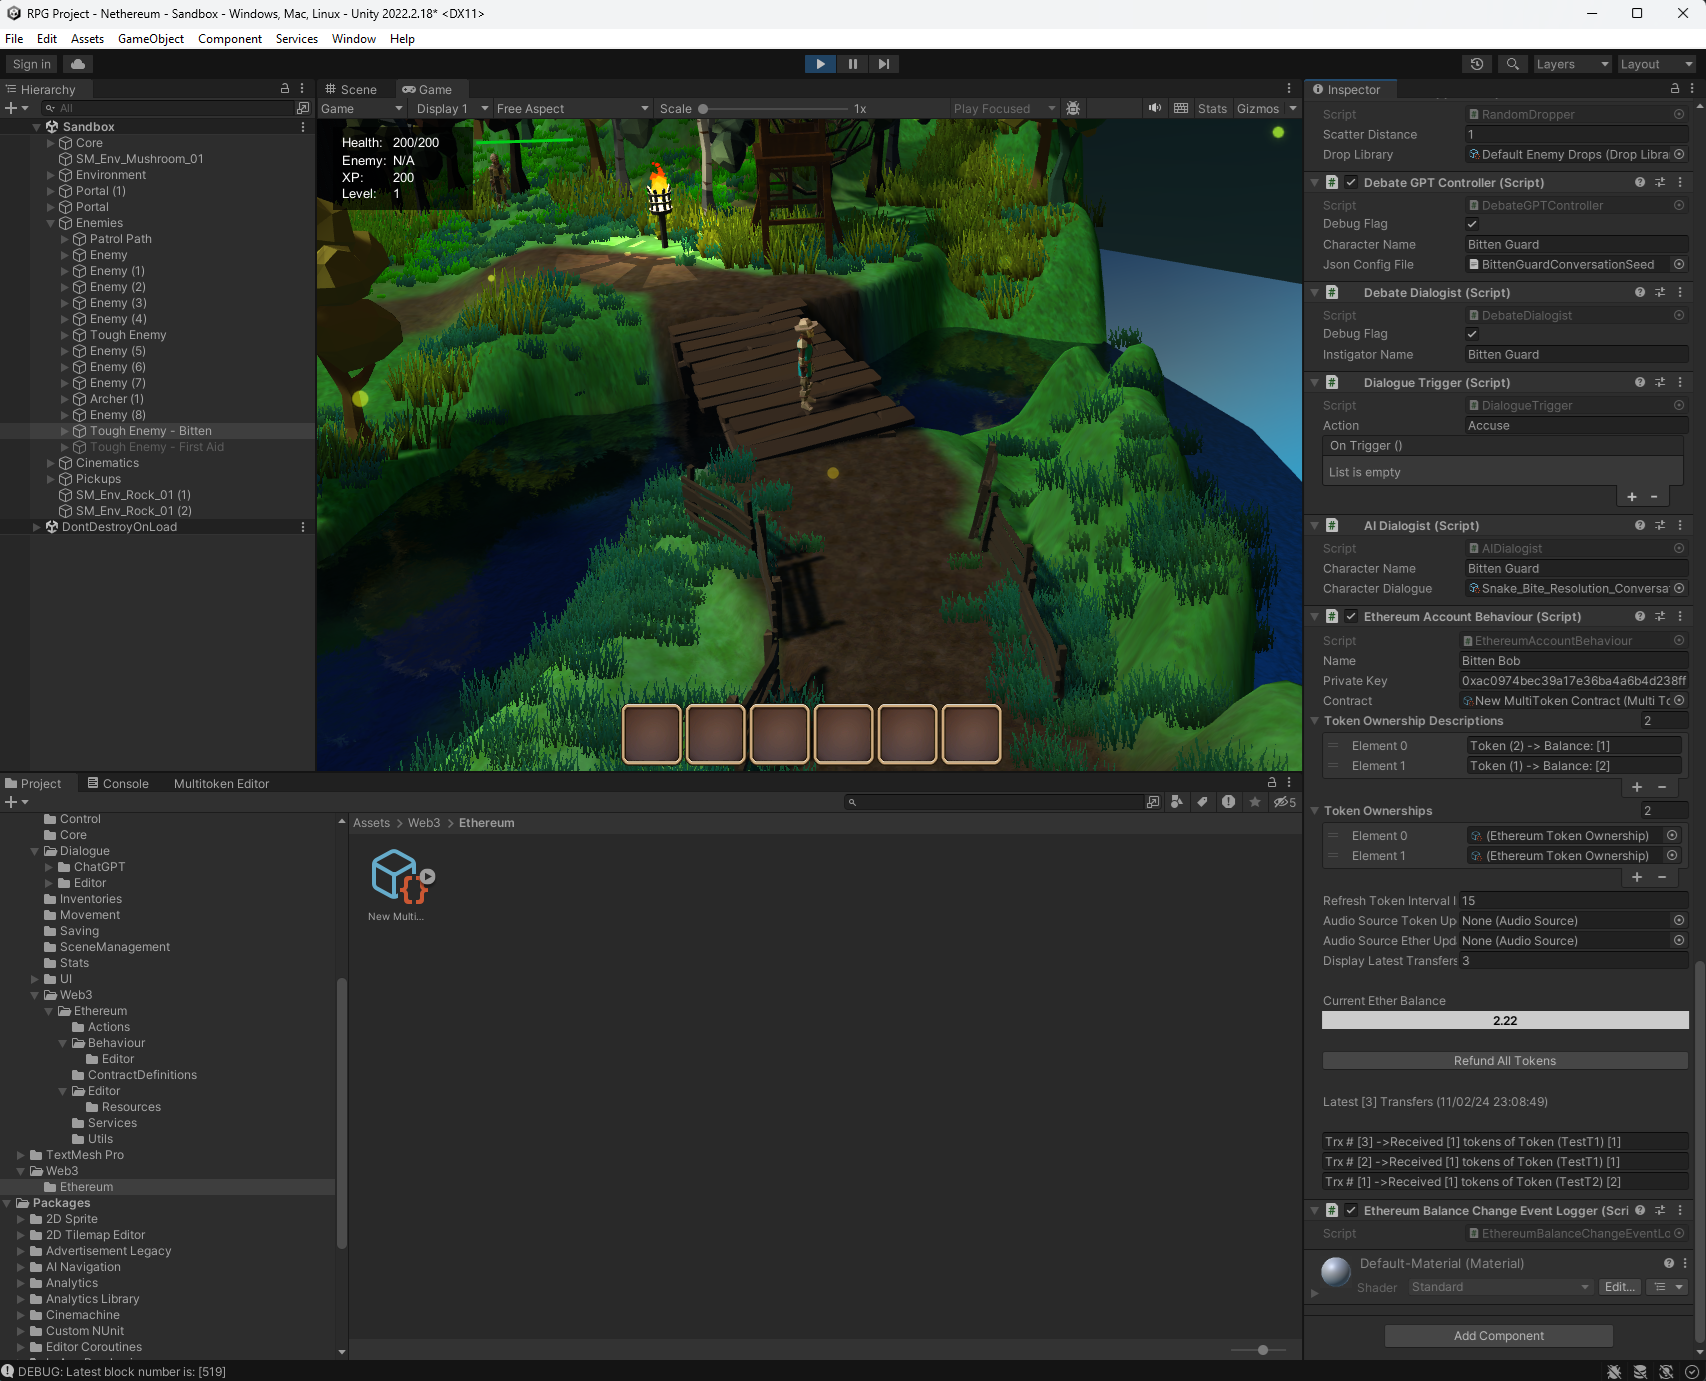 RPG Project - Nethereum - Sandbox - Windows, Mac, Linux - Unity 2022.2.18* <DX11>
File Edit Assets GameObject Component Services Window Help
Sign in
Layers Layout
Hierarchy
All
Sandbox
Core
SM_Env_Mushroom_01
Environment
Portal (1)
Portal
Enemies
Patrol Path
Enemy
Enemy (1)
Enemy (2)
Enemy (3)
Enemy (4)
Tough Enemy
Enemy (5)
Enemy (6)
Enemy (7)
Archer (1)
Enemy (8)
Tough Enemy - Bitten
Tough Enemy - First Aid
Cinematics
Pickups
SM_Env_Rock_01 (1)
SM_Env_Rock_01 (2)
DontDestroyOnLoad
Scene Game
Game Display 1 Free Aspect Scale 1x Play Focused Stats Gizmos
Health: 200/200
Enemy: N/A
XP: 200
Level: 1
Project Console Multitoken Editor
5
Control
Core
Dialogue
ChatGPT
Editor
Inventories
Movement
Saving
SceneManagement
Stats
UI
Web3
Ethereum
Actions
Behaviour
Editor
ContractDefinitions
Editor
Resources
Services
Utils
TextMesh Pro
Web3
Ethereum
Packages
2D Sprite
2D Tilemap Editor
Advertisement Legacy
AI Navigation
Analytics
Analytics Library
Cinemachine
Custom NUnit
Editor Coroutines
Assets > Web3 > Ethereum
New Multi...
Inspector
Script RandomDropper
Scatter Distance 1
Drop Library Default Enemy Drops (Drop Libra
Debate GPT Controller (Script)
Script DebateGPTController
Debug Flag
Character Name Bitten Guard
Json Config File BittenGuardConversationSeed
Debate Dialogist (Script)
Script DebateDialogist
Debug Flag
Instigator Name Bitten Guard
Dialogue Trigger (Script)
Script DialogueTrigger
Action Accuse
On Trigger ()
List is empty
+ -
AI Dialogist (Script)
Script AIDialogist
Character Name Bitten Guard
Character Dialogue Snake_Bite_Resolution_Conversa
Ethereum Account Behaviour (Script)
Script EthereumAccountBehaviour
Name Bitten Bob
Private Key 0xac0974bec39a17e36ba4a6b4d238ff
Contract New MultiToken Contract (Multi Tc
Token Ownership Descriptions 2
Element 0 Token (2) -> Balance: [1]
Element 1 Token (1) -> Balance: [2]
+ -
Token Ownerships 2
Element 0 (Ethereum Token Ownership)
Element 1 (Ethereum Token Ownership)
+ -
Refresh Token Interval I 15
Audio Source Token Up None (Audio Source)
Audio Source Ether Upd None (Audio Source)
Display Latest Transfers 3
Current Ether Balance
2.22
Refund All Tokens
Latest [3] Transfers (11/02/24 23:08:49)
Trx # [3] ->Received [1] tokens of Token (TestT1) [1]
Trx # [2] ->Received [1] tokens of Token (TestT1) [1]
Trx # [1] ->Received [1] tokens of Token (TestT2) [2]
Ethereum Balance Change Event Logger (Scri
Script EthereumBalanceChangeEventLo
Default-Material (Material)
Shader Standard Edit...
Add Component
DEBUG: Latest block number is: [519]